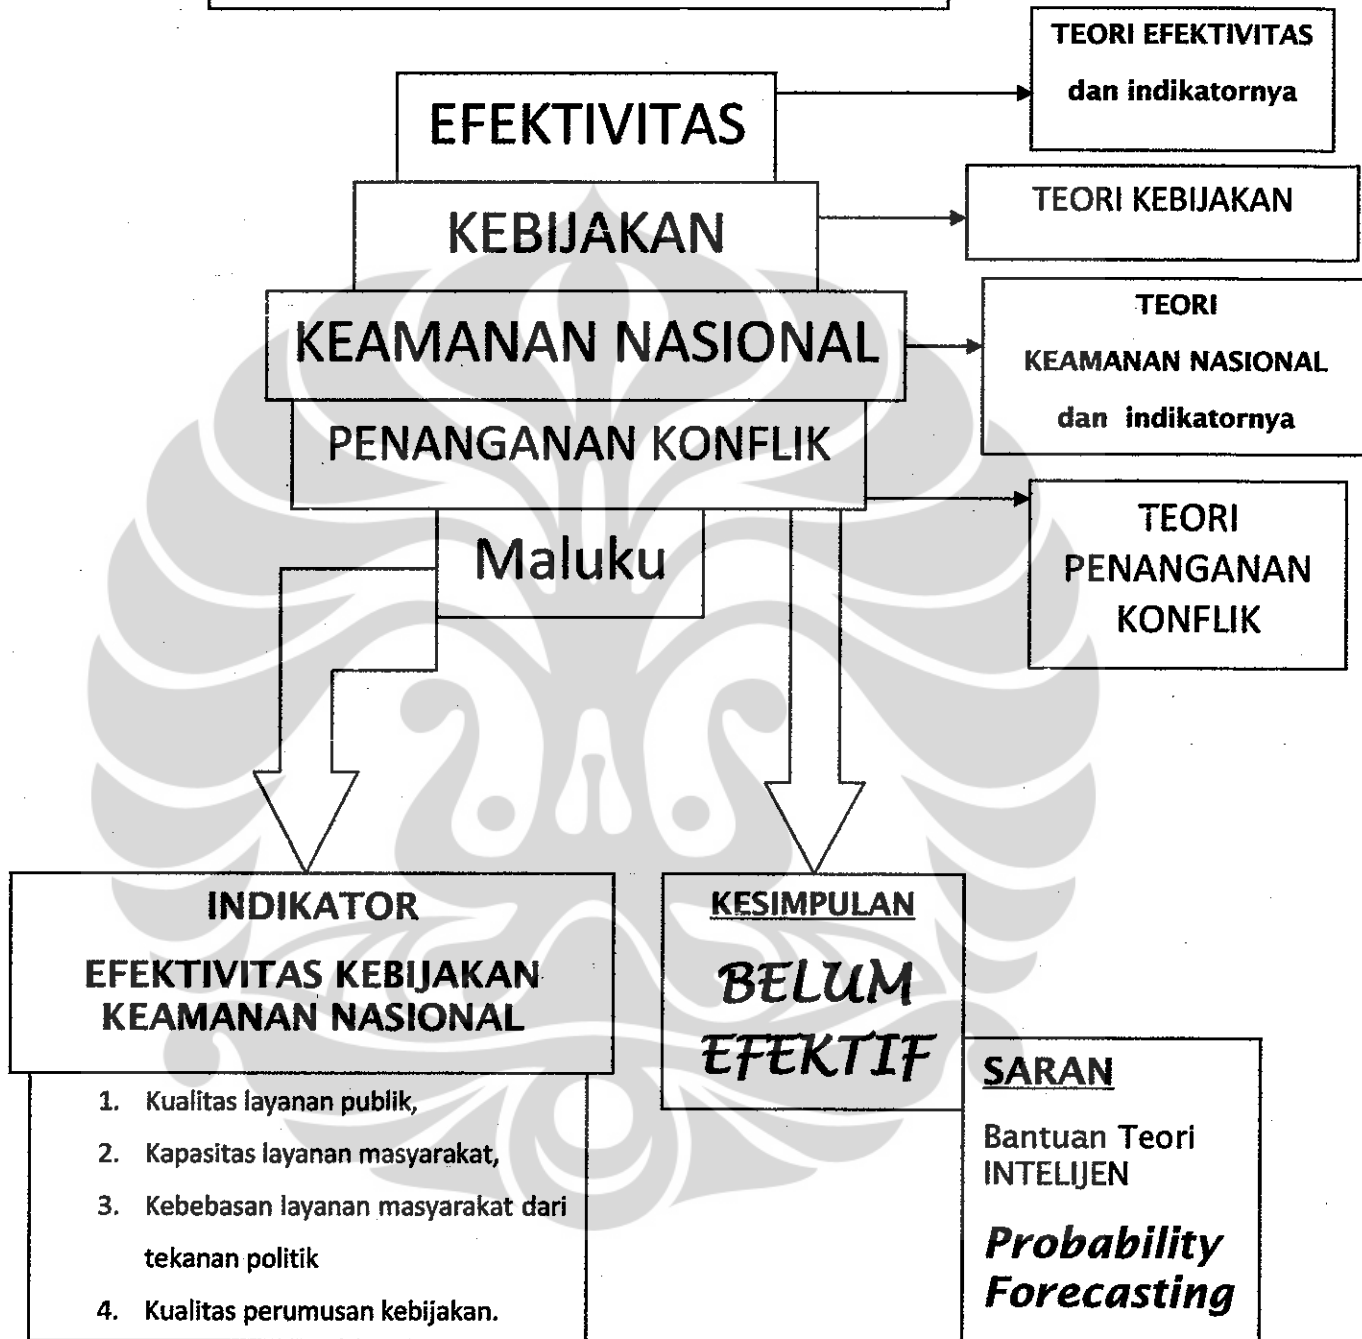 EFEKTIVITAS
KEBIJAKAN
KEAMANAN NASIONAL
PENANGANAN KONFLIK
Maluku
TEORI EFEKTIVITAS
dan indikatornya
TEORI KEBIJAKAN
TEORI
KEAMANAN NASIONAL
dan indikatornya
TEORI
PENANGANAN
KONFLIK
INDIKATOR
EFEKTIVITAS KEBIJAKAN
KEAMANAN NASIONAL
1. Kualitas layanan publik,
2. Kapasitas layanan masyarakat,
3. Kebebasan layanan masyarakat dari
tekanan politik
4. Kualitas perumusan kebijakan.
KESIMPULAN
BELUM
EFEKTIF
SARAN
Bantuan Teori
INTELIJEN
Probability
Forecasting